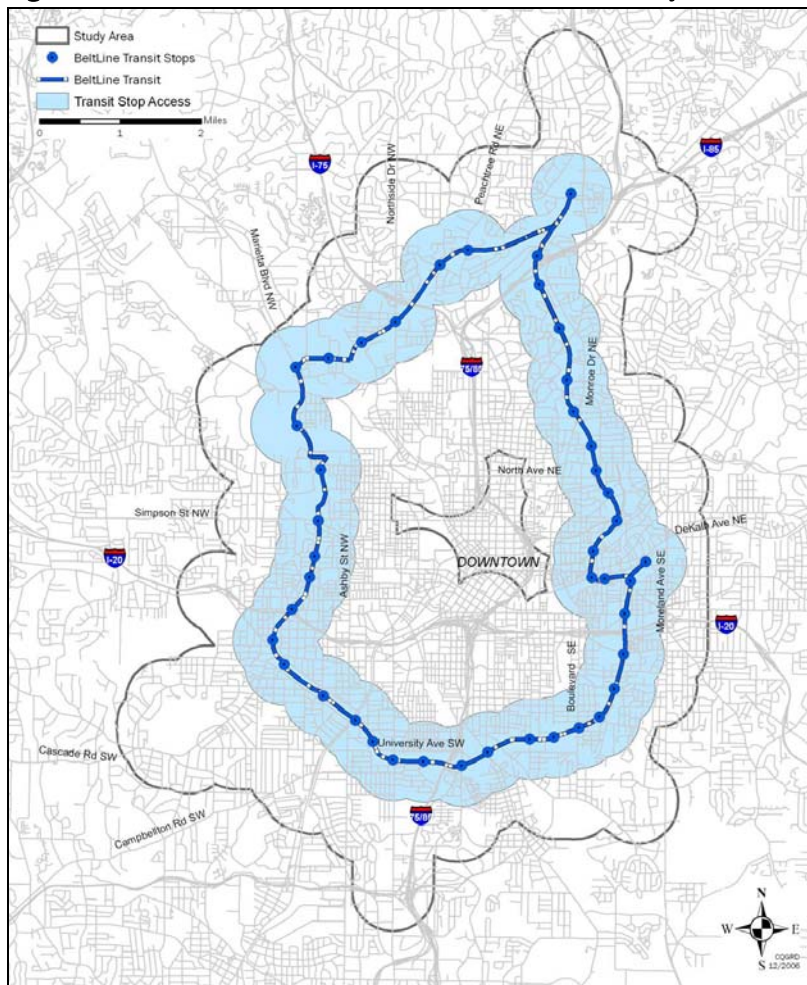 Study Area
BeltLine Transit Stops
BeltLine Transit
Transit Stop Access
Miles
0 1 2
I-75
Northside Dr NW
Peachtree Rd NE
I-85
Marietta Blvd NW
75/85
Monroe Dr NE
North Ave NE
Simpson St NW
DeKalb Ave NE
I-20
Ashby St NW
DOWNTOWN
Moreland Ave SE
I-20
Boulevard SE
University Ave SW
Cascade Rd SW
Campbellton Rd SW
75/85
N
W E
S
CQGRD
12/2006